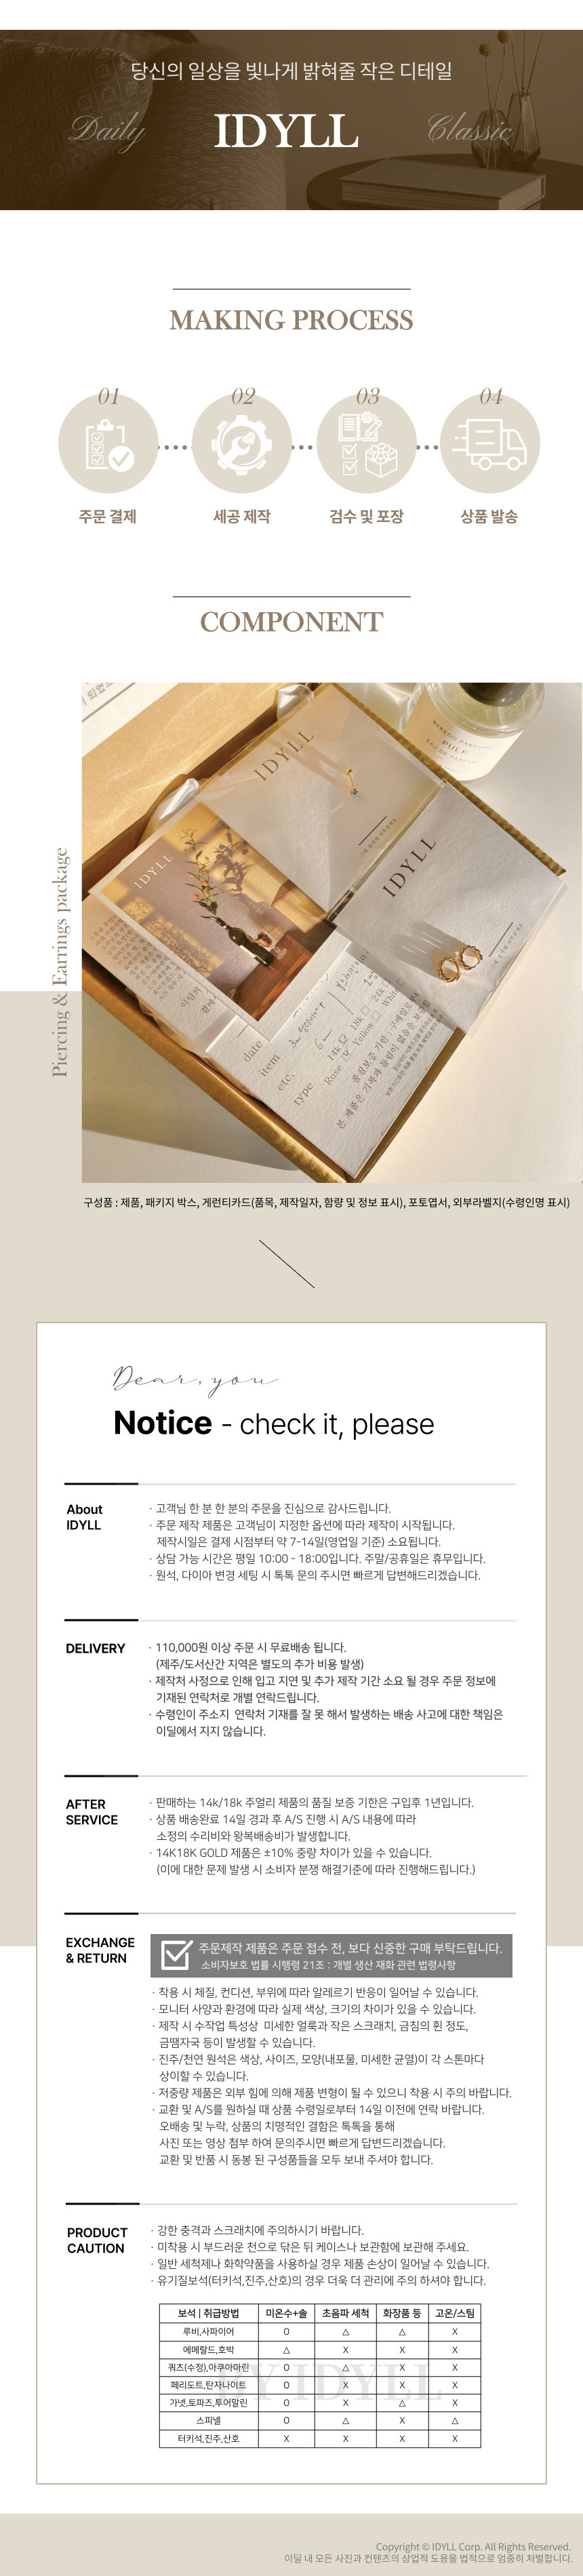 당신의 일상을 빛나게 밝혀줄 작은 디테일
Daily
IDYLL
Classic
MAKING PROCESS
01
02
03
04
주문 결제
세공 제작
검수 및 포장
상품 발송
COMPONENT
Piercing & Earrings package
IDYLL
BYREDO PARFUMS
PULP
EAU DE PARFUM
IDYLL
IDYLL
date
item
etc.
type
14k
18k
24k
Rose
Yellow
White
구성품 : 제품, 패키지 박스, 게런티카드(품목, 제작일자, 함량 및 정보 표시), 포토엽서, 외부라벨지(수령인명 표시)
Dear, you
Notice - check it, please
About
IDYLL
· 고객님 한 분 한 분의 주문을 진심으로 감사드립니다.
· 주문 제작 제품은 고객님이 지정한 옵션에 따라 제작이 시작됩니다.
제작시일은 결제 시점부터 약 7-14일(영업일 기준) 소요됩니다.
· 상담 가능 시간은 평일 10:00 - 18:00입니다. 주말/공휴일은 휴무입니다.
· 원석, 다이아 변경 세팅 시 톡톡 문의 주시면 빠르게 답변해드리겠습니다.
DELIVERY
· 110,000원 이상 주문 시 무료배송 됩니다.
(제주/도서산간 지역은 별도의 추가 비용 발생)
· 제작처 사정으로 인해 입고 지연 및 추가 제작 기간 소요 될 경우 주문 정보에
기재된 연락처로 개별 연락드립니다.
· 수령인이 주소지 연락처 기재를 잘 못 해서 발생하는 배송 사고에 대한 책임은
이딜에서 지지 않습니다.
AFTER
SERVICE
· 판매하는 14k/18k 주얼리 제품의 품질 보증 기한은 구입후 1년입니다.
· 상품 배송완료 14일 경과 후 A/S 진행 시 A/S 내용에 따라
소정의 수리비와 왕복배송비가 발생합니다.
· 14K18K GOLD 제품은 ±10% 중량 차이가 있을 수 있습니다.
(이에 대한 문제 발생 시 소비자 분쟁 해결기준에 따라 진행해드립니다.)
EXCHANGE
& RETURN
주문제작 제품은 주문 접수 전, 보다 신중한 구매 부탁드립니다.
소비자보호 법률 시행령 21조 : 개별 생산 재화 관련 법령사항
· 착용 시 체질, 컨디션, 부위에 따라 알레르기 반응이 일어날 수 있습니다.
· 모니터 사양과 환경에 따라 실제 색상, 크기의 차이가 있을 수 있습니다.
· 제작 시 수작업 특성상 미세한 얼룩과 작은 스크래치, 금침의 휜 정도,
금땜자국 등이 발생할 수 있습니다.
· 진주/천연 원석은 색상, 사이즈, 모양(내포물, 미세한 균열)이 각 스톤마다
상이할 수 있습니다.
· 저중량 제품은 외부 힘에 의해 제품 변형이 될 수 있으니 착용 시 주의 바랍니다.
· 교환 및 A/S를 원하실 때 상품 수령일로부터 14일 이전에 연락 바랍니다.
오배송 및 누락, 상품의 치명적인 결함은 톡톡을 통해
사진 또는 영상 첨부 하여 문의주시면 빠르게 답변드리겠습니다.
교환 및 반품 시 동봉 된 구성품들을 모두 보내 주셔야 합니다.
PRODUCT
CAUTION
· 강한 충격과 스크래치에 주의하시기 바랍니다.
· 미착용 시 부드러운 천으로 닦은 뒤 케이스나 보관함에 보관해 주세요.
· 일반 세척제나 화학약품을 사용하실 경우 제품 손상이 일어날 수 있습니다.
· 유기질보석(터키석,진주,산호)의 경우 더욱 더 관리에 주의 하셔야 합니다.
보석 | 취급방법 미온수+솔 초음파 세척 화장품 등 고온/스팀
루비,사파이어 O △ △ X
에메랄드,호박 △ X X X
쿼츠(수정),아쿠아마린 O △ X X
페리도트,탄자나이트 O X X X
가넷,토파즈,투어말린 O X △ X
스피넬 O △ X △
터키석,진주,산호 X X X X
BY IDYLL
Copyright © IDYLL Corp. All Rights Reserved.
이딜 내 모든 사진과 컨텐츠의 상업적 도용을 법적으로 엄중히 처벌합니다.